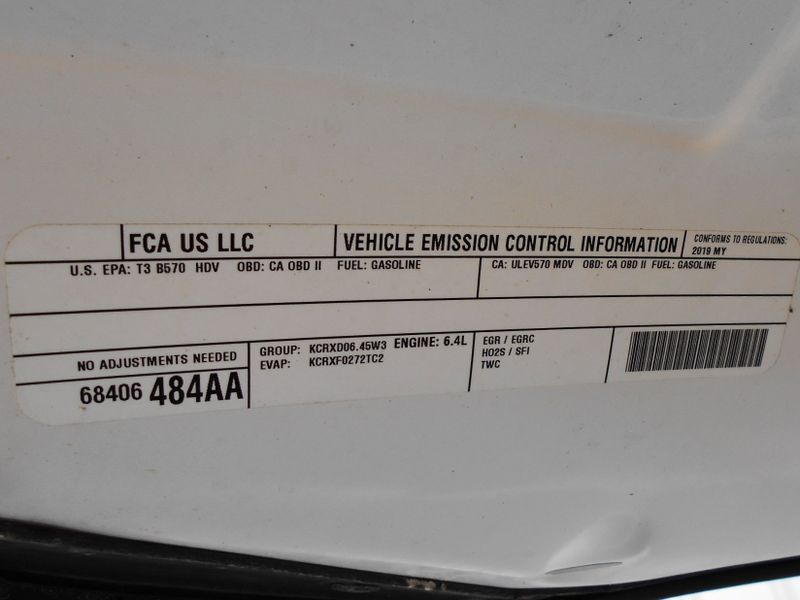 FCA US LLC
VEHICLE EMISSION CONTROL INFORMATION
CONFORMS TO REGULATIONS:
2019 MY
U.S. EPA: T3 B570 HDV OBD: CA OBD II FUEL: GASOLINE
CA: ULEV570 MDV OBD: CA OBD II FUEL: GASOLINE
NO ADJUSTMENTS NEEDED
68406 484AA
GROUP: KCRXD06.45W3 ENGINE: 6.4L
EVAP: KCRXF0272TC2
EGR / EGRC
HO2S / SFI
TWC